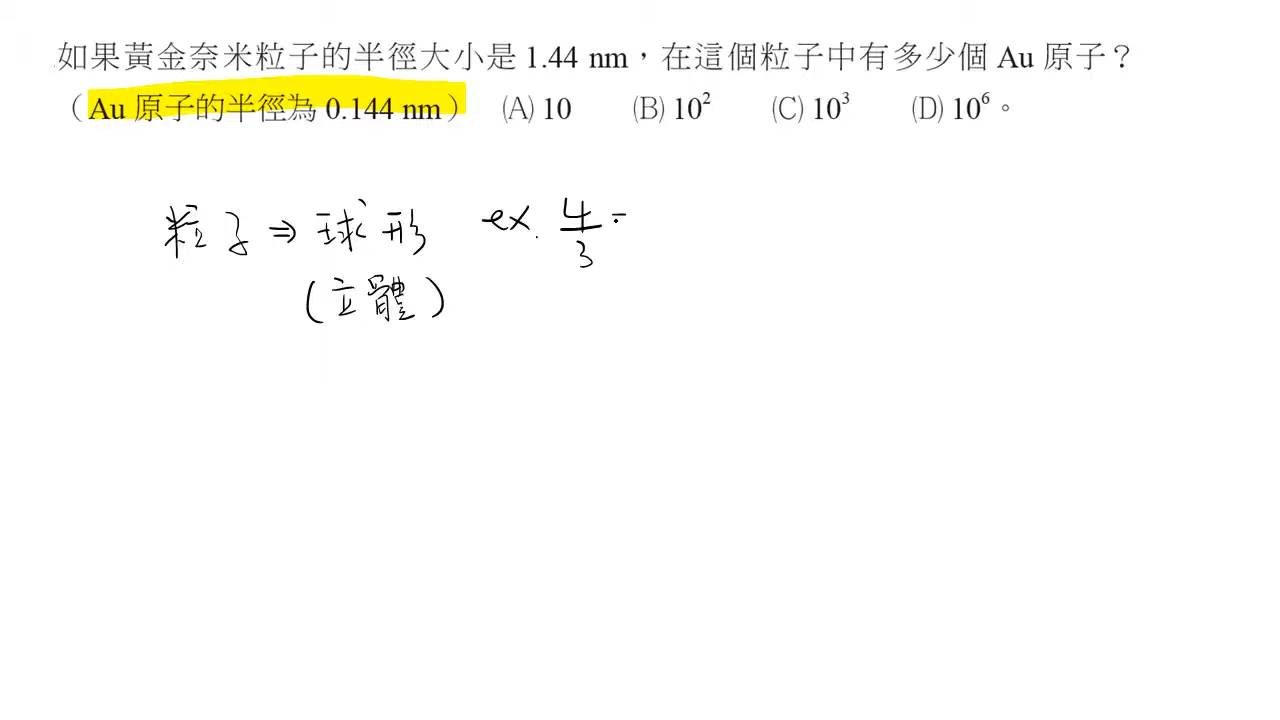 如果黃金奈米粒子的半徑大小是 1.44 nm，在這個粒子中有多少個 Au 原子？
（Au 原子的半徑為 0.144 nm） (A) 10 (B) 10² (C) 10³ (D) 10⁶。
粒子 ⇒ 球形 ex. 4/3
(立體)